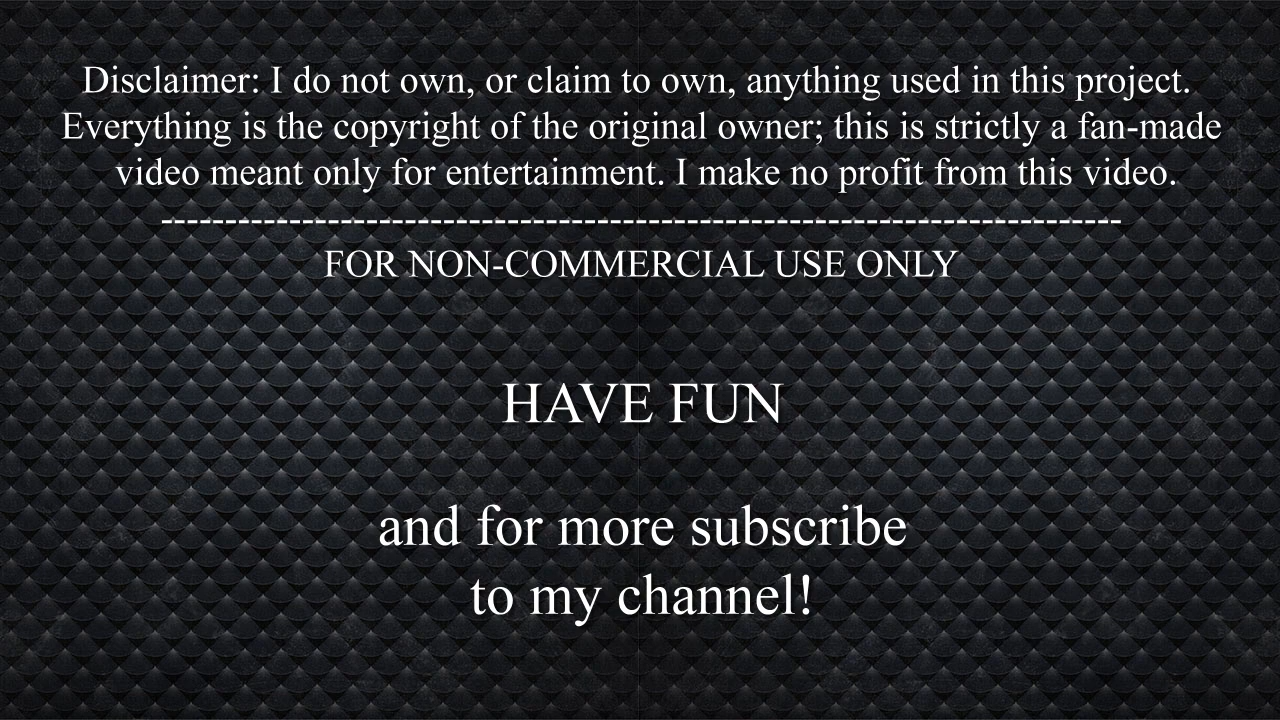 Disclaimer: I do not own, or claim to own, anything used in this project.
Everything is the copyright of the original owner; this is strictly a fan-made
video meant only for entertainment. I make no profit from this video.
---------------------------------------------------------------------------
FOR NON-COMMERCIAL USE ONLY
HAVE FUN
and for more subscribe
to my channel!